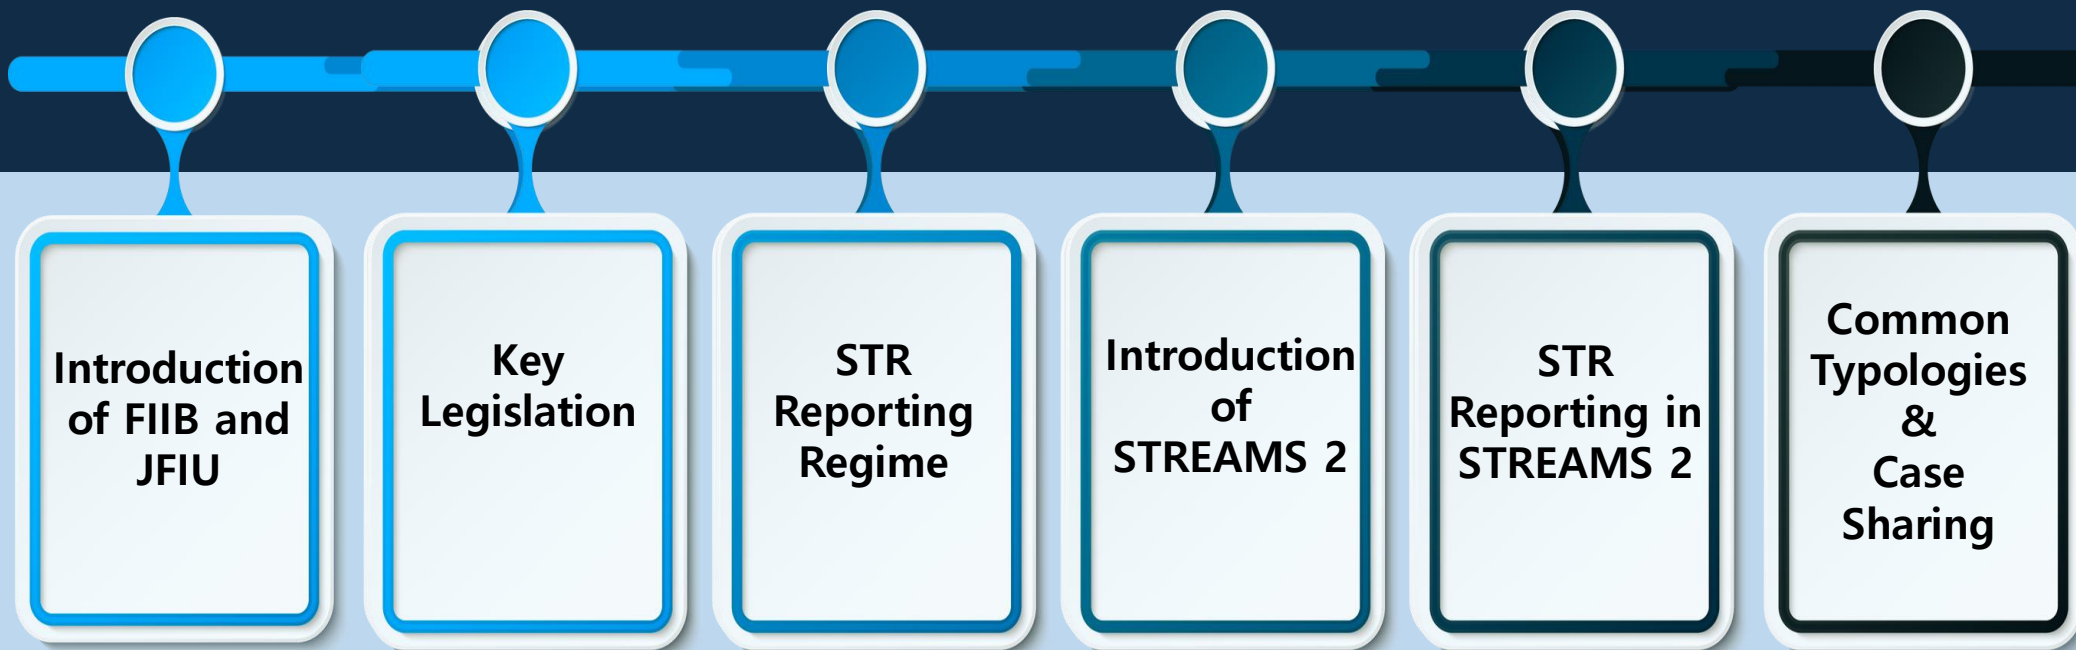 Introduction
of FIIB and
JFIU
Key
Legislation
STR
Reporting
Regime
Introduction
of
STREAMS 2
STR
Reporting in
STREAMS 2
Common
Typologies
&
Case
Sharing